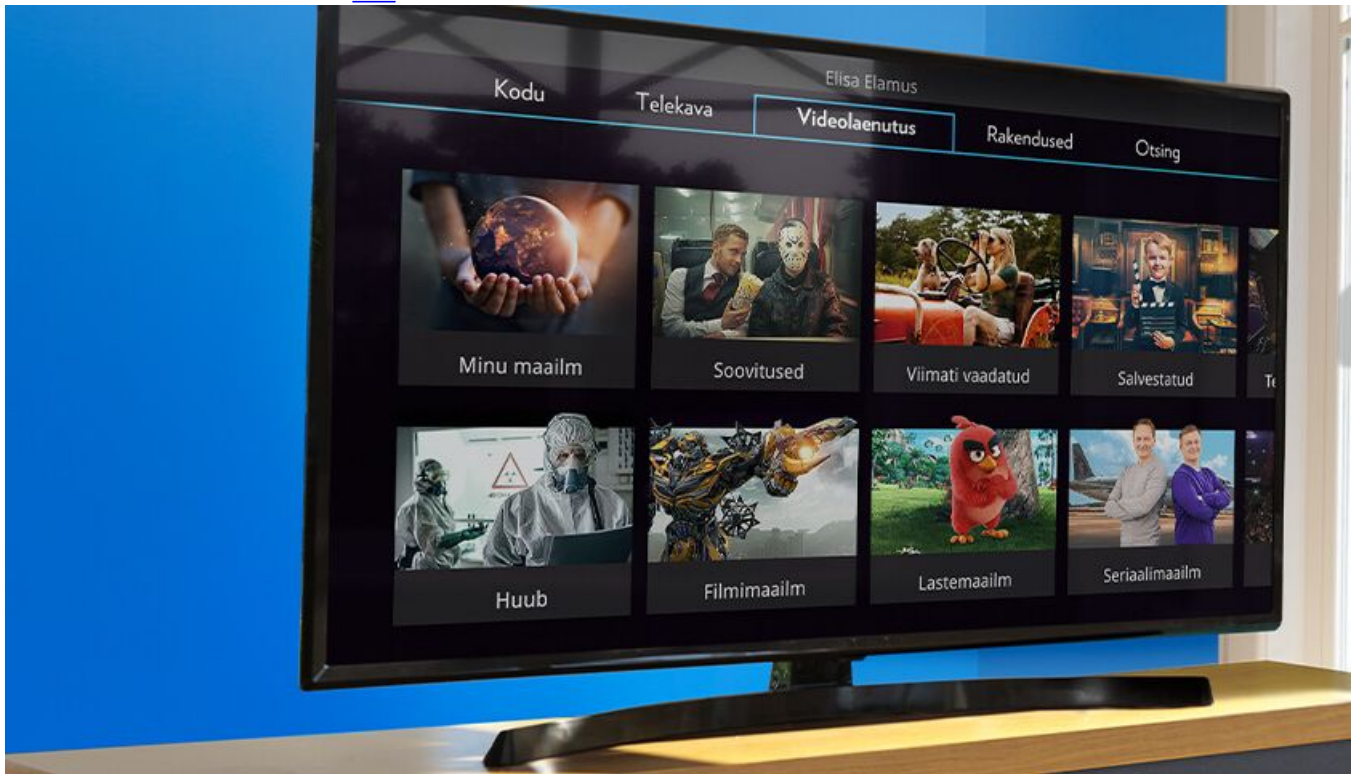 Elisa Elamus
Kodu Telekava Videolaenutus Rakendused Otsing
Minu maailm Soovitused Viimati vaadatud Salvestatud
Huub Filmimaailm Lastemaailm Seriaalimaailm